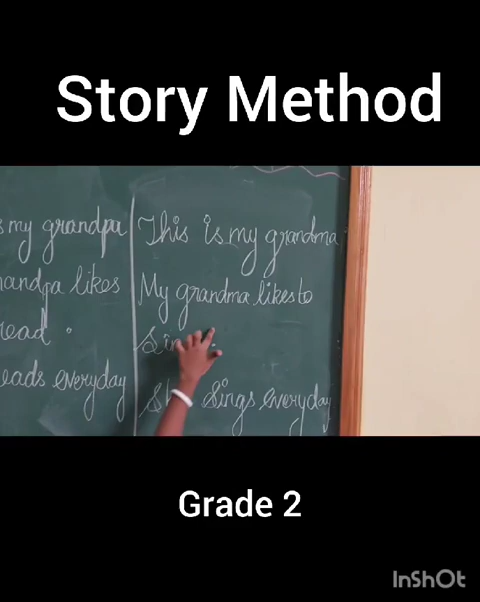 Story Method
s my grandpa
andpa likes
read.
eads everyday
This is my grandma.
My grandma likes to
sings everyday
Grade 2
InShOt